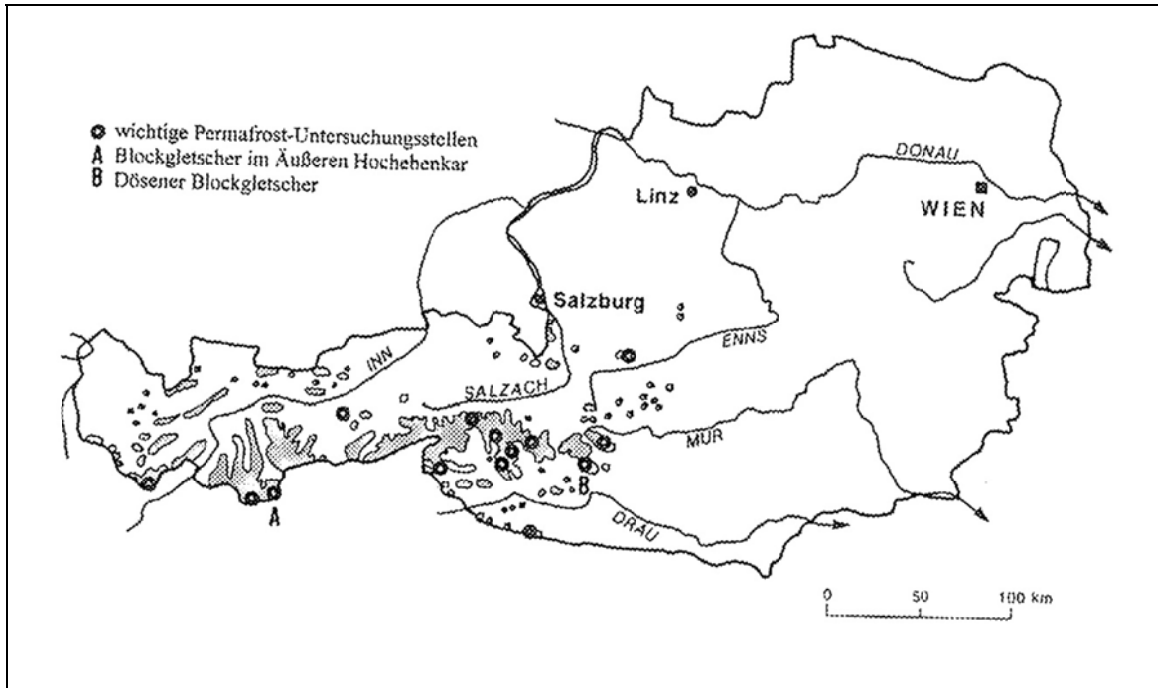 wichtige Permafrost-Untersuchungsstellen
A Blockgletscher im Äußeren Hochebenkar
B Dösener Blockgletscher
DONAU
Linz
WIEN
Salzburg
INN
ENNS
SALZACH
MUR
B
A
DRAU
0 50 100 km